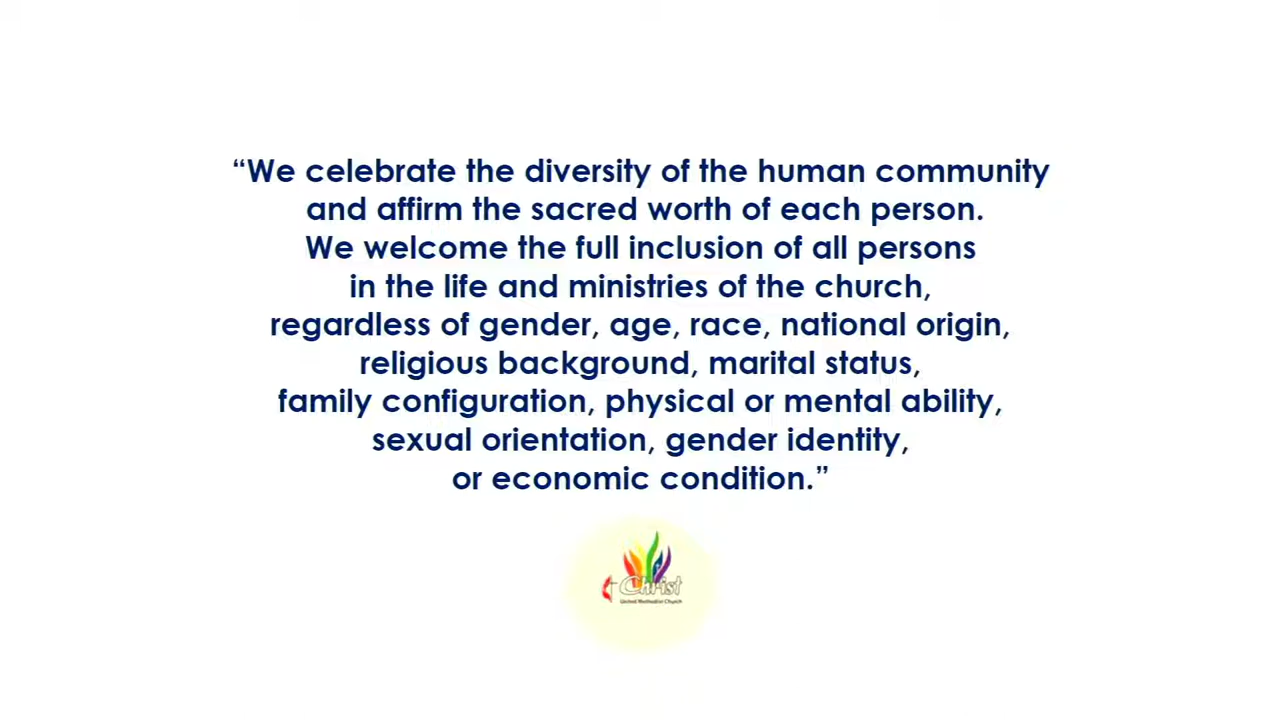 “We celebrate the diversity of the human community
and affirm the sacred worth of each person.
We welcome the full inclusion of all persons
in the life and ministries of the church,
regardless of gender, age, race, national origin,
religious background, marital status,
family configuration, physical or mental ability,
sexual orientation, gender identity,
or economic condition.”
Christ
United Methodist Church